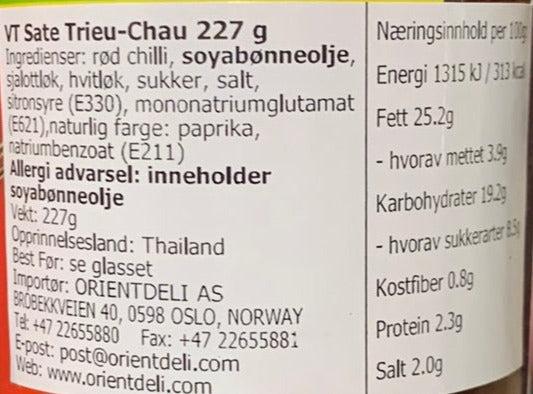 VT Sate Trieu-Chau 227 g
Ingredienser: rød chilli, soyabønneolje,
sjalottløk, hvitløk, sukker, salt,
sitronsyre (E330), mononatriumglutamat
(E621),naturlig farge: paprika,
natriumbenzoat (E211)
Allergi advarsel: inneholder
soyabønneolje
Vekt: 227g
Opprinnelsesland: Thailand
Best Før: se glasset
Importør: ORIENTDELI AS
BROBEKKVEIEN 40, 0598 OSLO, NORWAY
Tel: +47 22655880 Fax: +47 22655881
E-post: post@orientdeli.com
Web: www.orientdeli.com
Næringsinnhold per 100g
Energi 1315 kJ / 313 kcal
Fett 25.2g
- hvorav mettet 3.9g
Karbohydrater 19.2g
- hvorav sukkerarter 8.5g
Kostfiber 0.8g
Protein 2.3g
Salt 2.0g